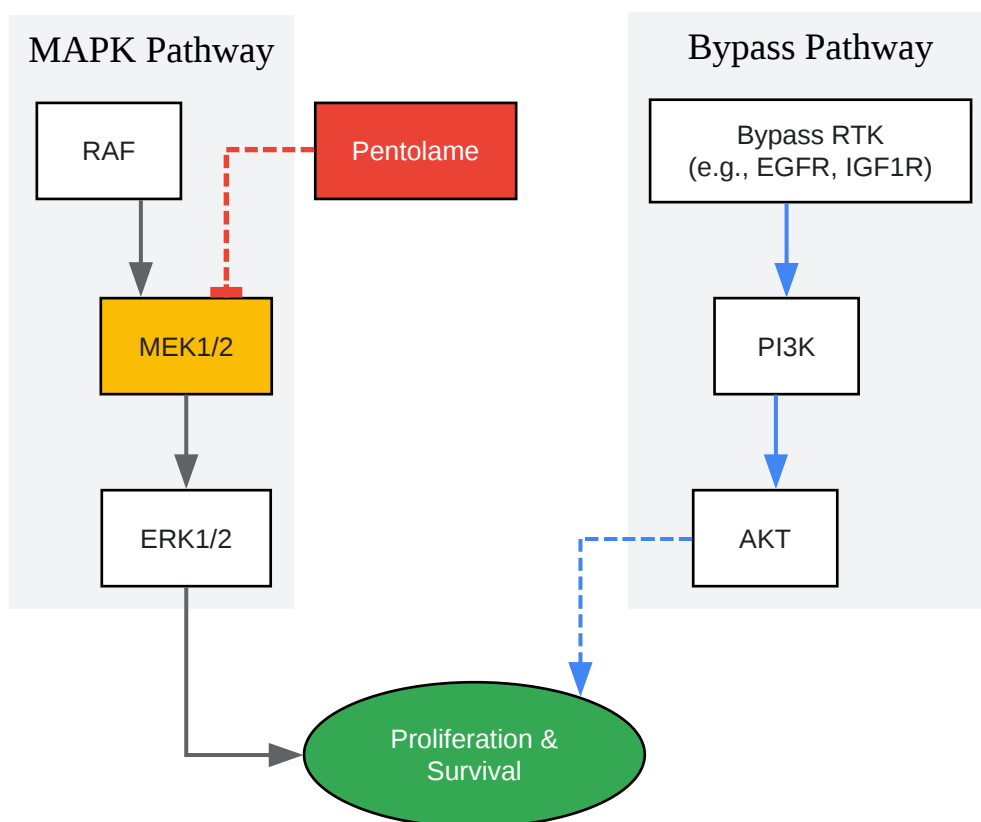 MAPK Pathway
RAF
Pentolame
MEK1/2
ERK1/2
Bypass Pathway
Bypass RTK
(e.g., EGFR, IGF1R)
PI3K
AKT
Proliferation &
Survival